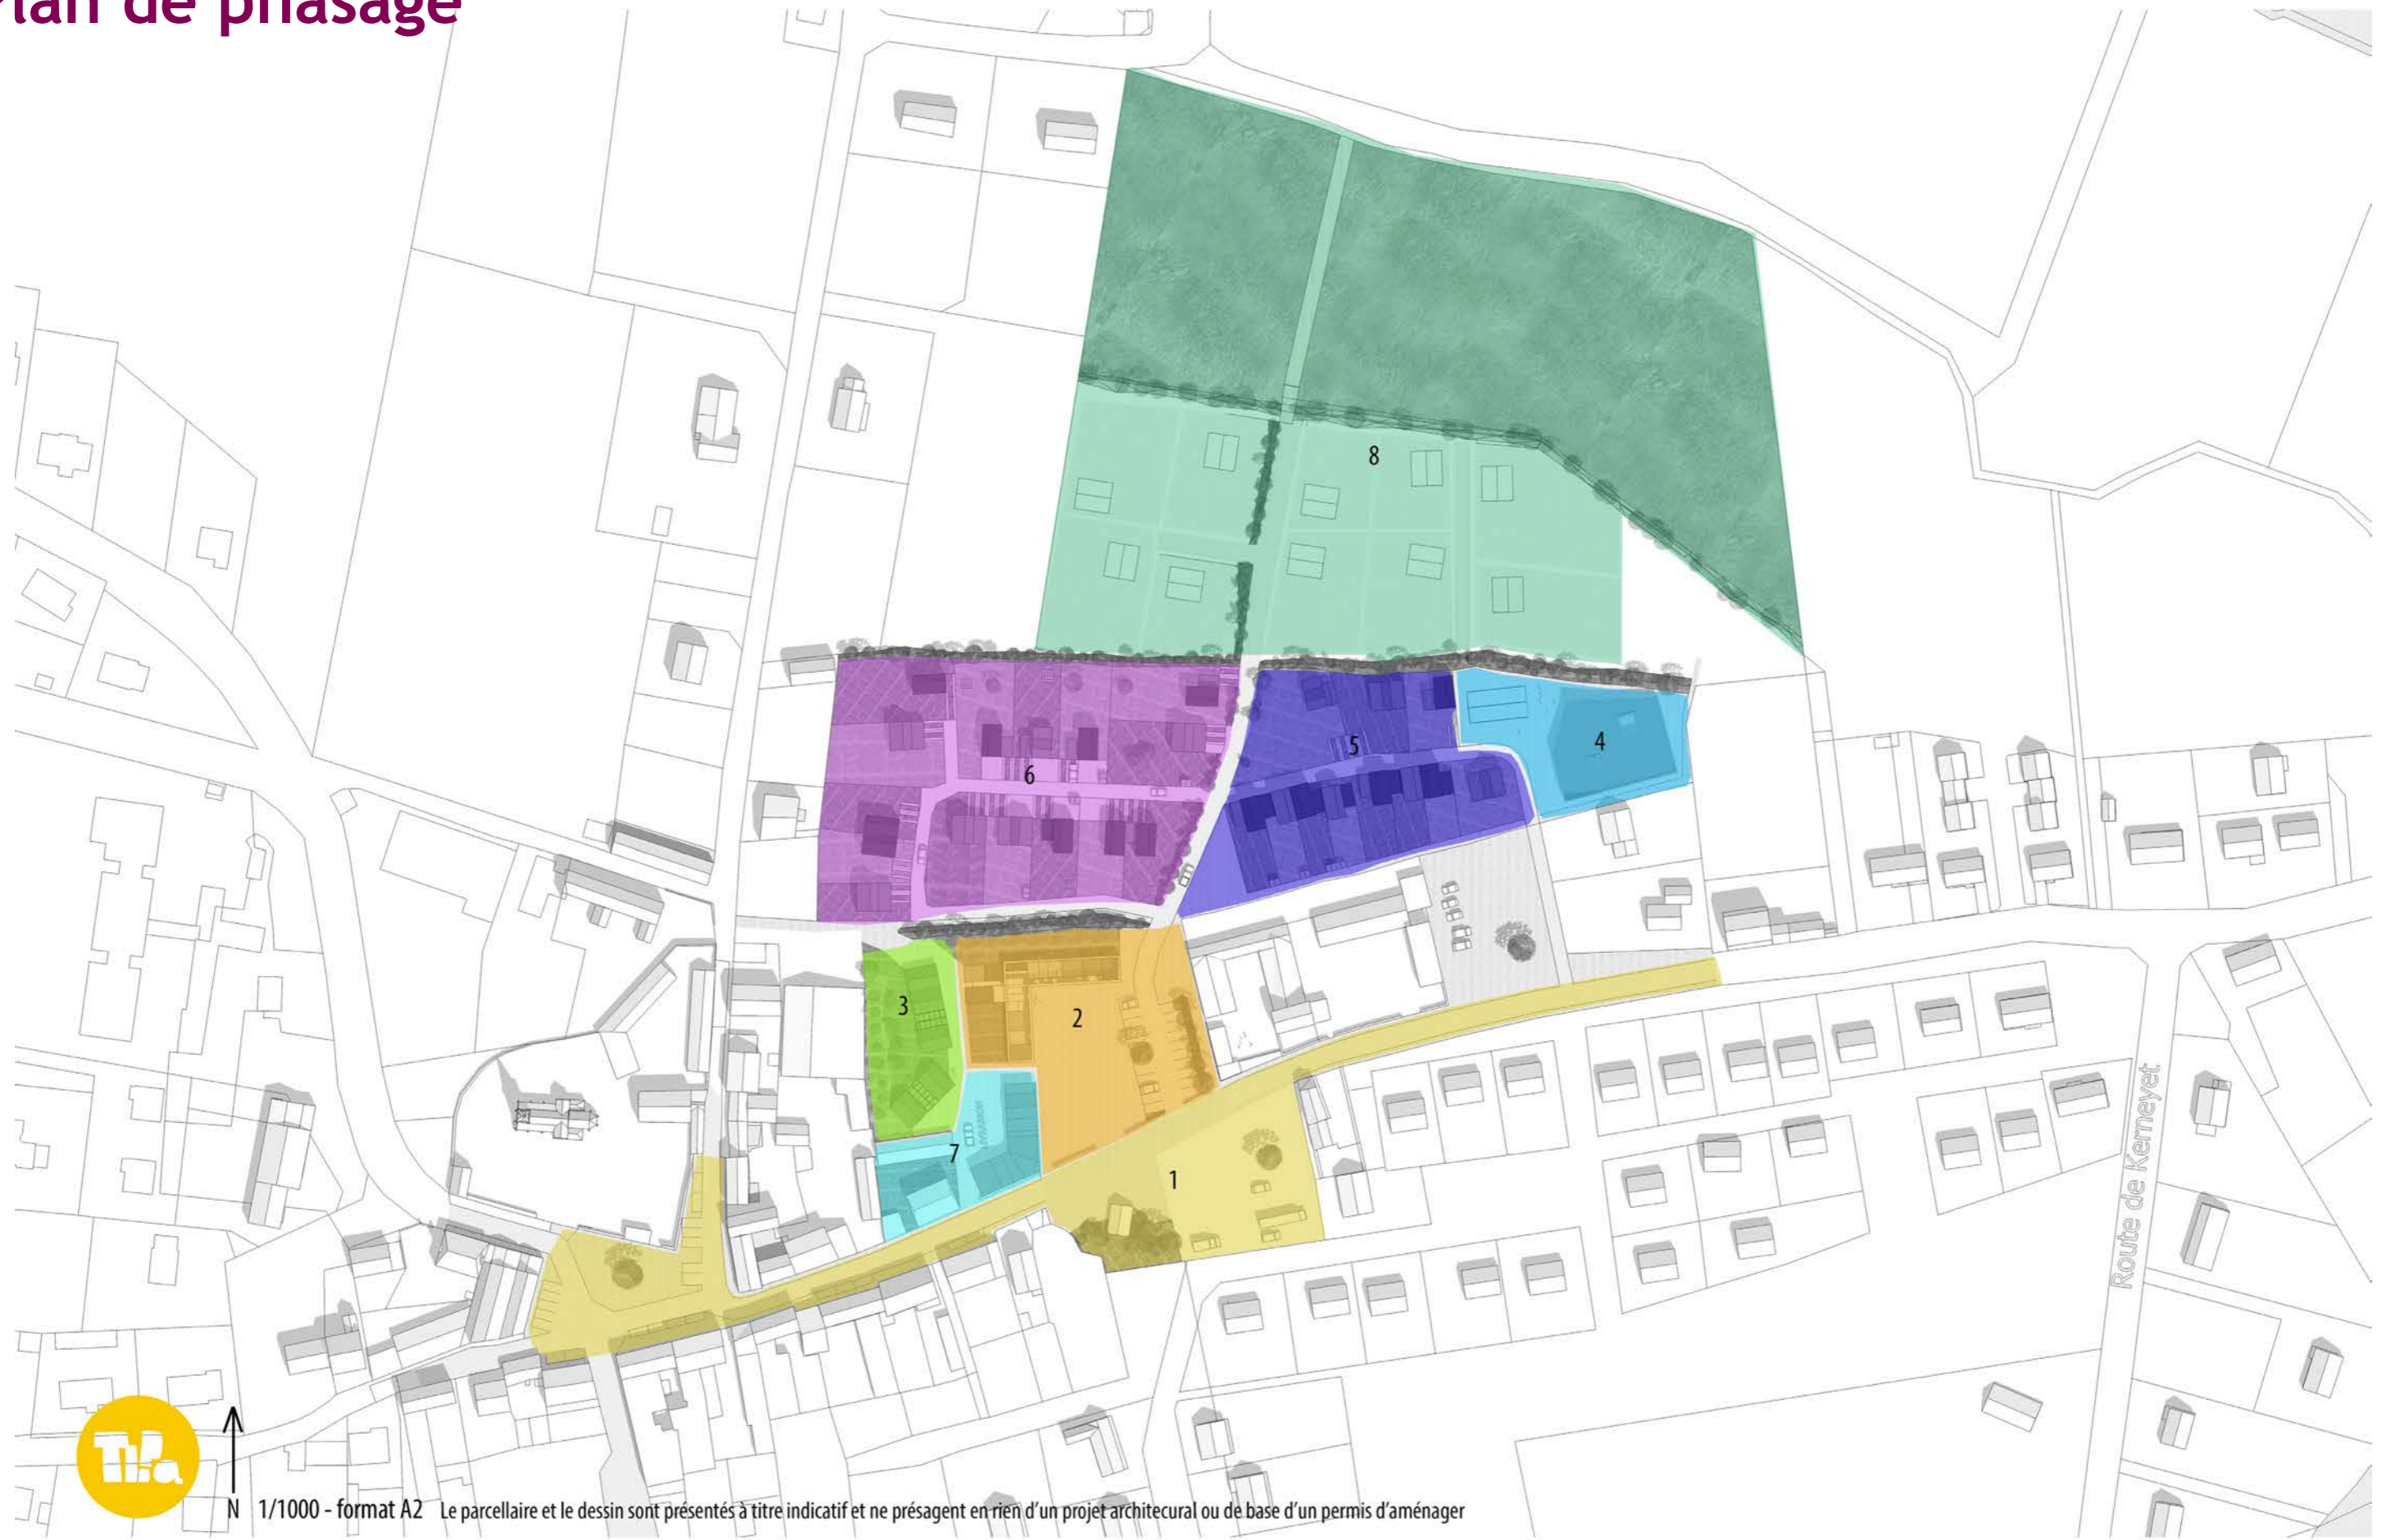 Plan de phasage
8
5
4
6
3
2
7
1
Route de Kerneyet
N 1/1000 - format A2 Le parcellaire et le dessin sont présentés à titre indicatif et ne présagent en rien d'un projet architecural ou de base d'un permis d'aménager